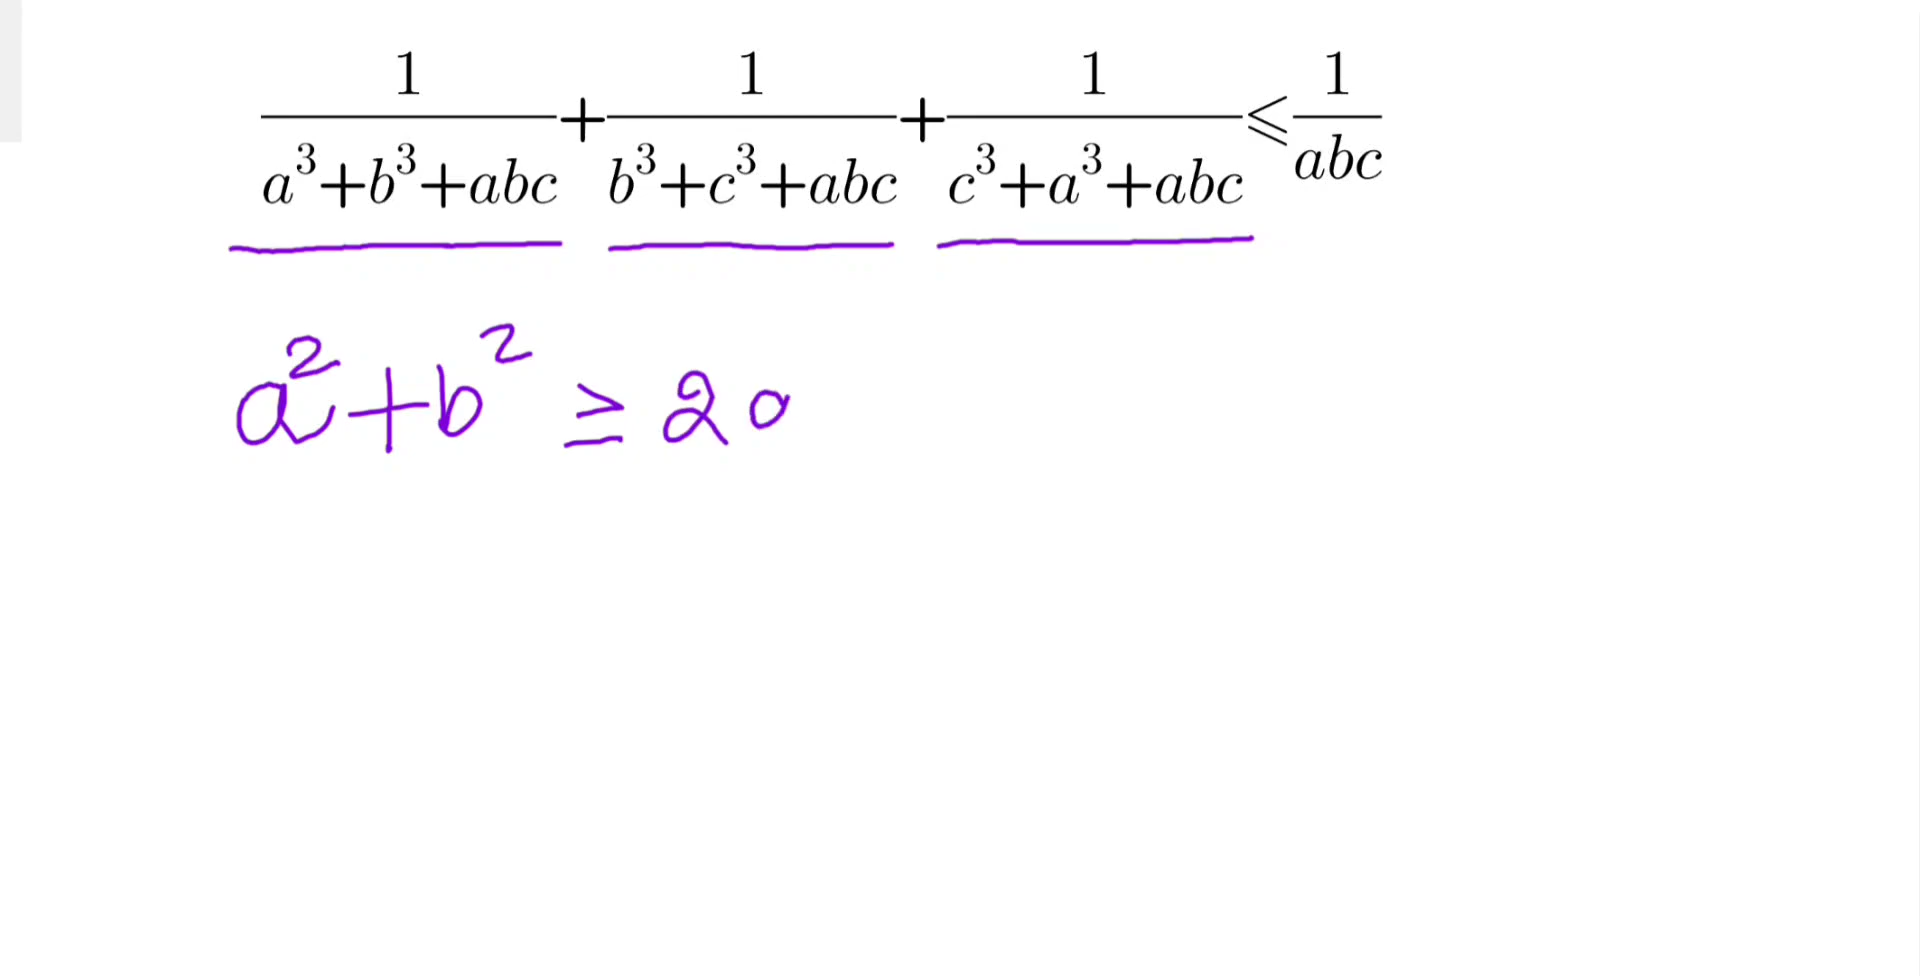 1/(a³+b³+abc) + 1/(b³+c³+abc) + 1/(c³+a³+abc) ⩽ 1/(abc)
a² + b² ≥ 2a